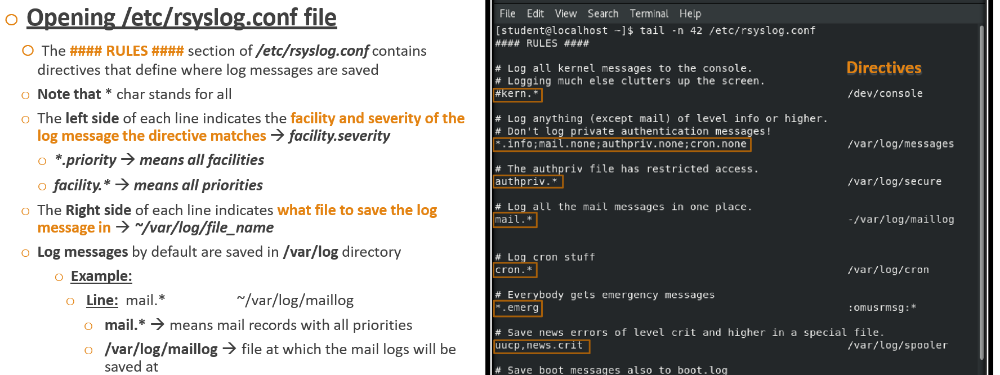 Opening /etc/rsyslog.conf file
The #### RULES #### section of /etc/rsyslog.conf contains
directives that define where log messages are saved
Note that * char stands for all
The left side of each line indicates the facility and severity of the
log message the directive matches → facility.severity
*.priority → means all facilities
facility.* → means all priorities
The Right side of each line indicates what file to save the log
message in → ~/var/log/file_name
Log messages by default are saved in /var/log directory
Example:
Line: mail.* ~/var/log/maillog
mail.* → means mail records with all priorities
/var/log/maillog → file at which the mail logs will be
saved at
File Edit View Search Terminal Help
[student@localhost ~]$ tail -n 42 /etc/rsyslog.conf
#### RULES ####
# Log all kernel messages to the console.
Directives
# Logging much else clutters up the screen.
#kern.* /dev/console
# Log anything (except mail) of level info or higher.
# Don't log private authentication messages!
*.info;mail.none;authpriv.none;cron.none /var/log/messages
# The authpriv file has restricted access.
authpriv.* /var/log/secure
# Log all the mail messages in one place.
mail.* -/var/log/maillog
# Log cron stuff
cron.* /var/log/cron
# Everybody gets emergency messages
*.emerg :omusrmsg:*
# Save news errors of level crit and higher in a special file.
uucp,news.crit /var/log/spooler
# Save boot messages also to boot.log